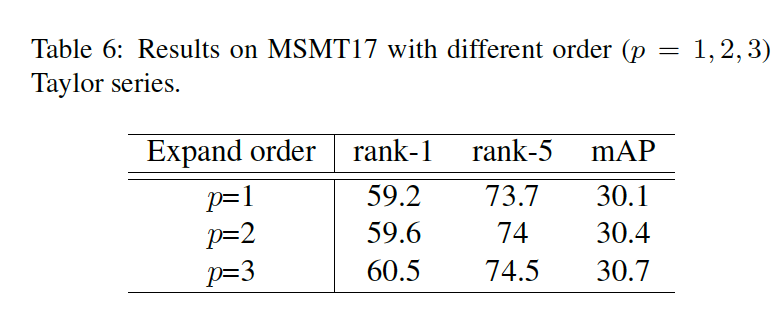 Table 6: Results on MSMT17 with different order (p = 1, 2, 3)
Taylor series.
Expand order rank-1 rank-5 mAP
p=1 59.2 73.7 30.1
p=2 59.6 74 30.4
p=3 60.5 74.5 30.7